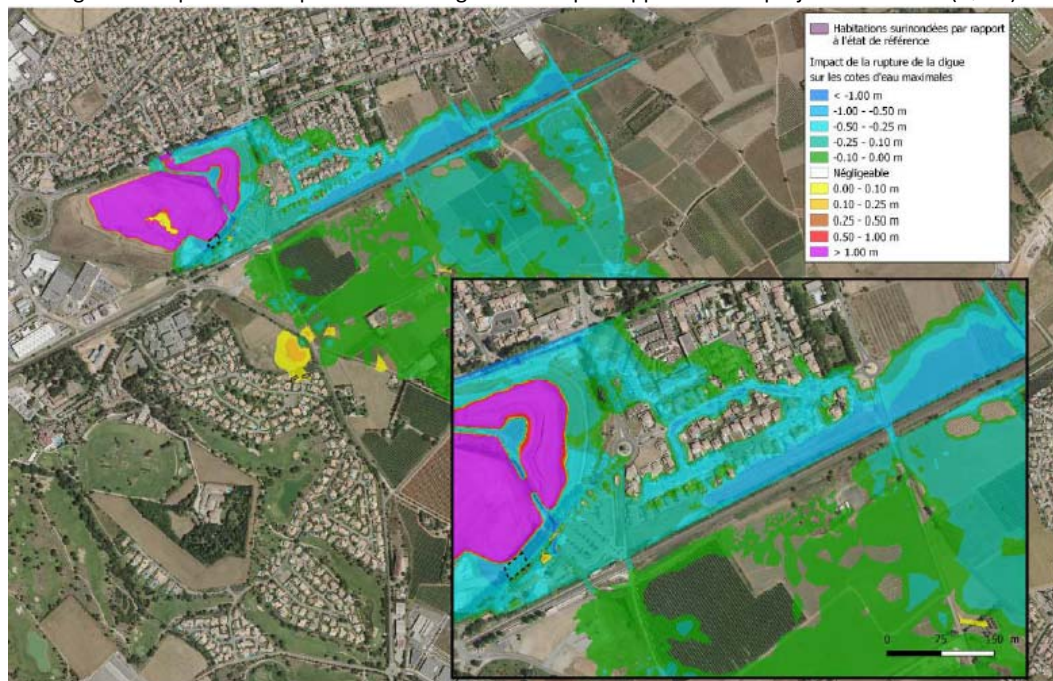 Habitations surinondées par rapport
à l'état de référence
Impact de la rupture de la digue
sur les cotes d'eau maximales
< -1.00 m
-1.00 - -0.50 m
-0.50 - -0.25 m
-0.25 - 0.10 m
-0.10 - 0.00 m
Négligeable
0.00 - 0.10 m
0.10 - 0.25 m
0.25 - 0.50 m
0.50 - 1.00 m
> 1.00 m
0 75 150 m